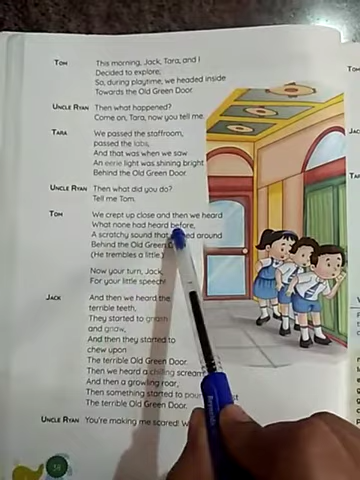 TOM This morning, Jack, Tara, and I
Decided to explore,
So, during playtime, we headed inside
Towards the Old Green Door.
UNCLE RYAN Then what happened?
Come on, Tara, now you tell me.
TARA We passed the staffroom,
passed the labs,
And that was when we saw
An eerie light was shining bright
Behind the Old Green Door.
UNCLE RYAN Then what did you do?
Tell me Tom.
TOM We crept up close and then we heard
What none had heard before,
A scratchy sound that around
Behind the Old Green
(He trembles a little.)
Now your turn, Jack,
For your little speech!
JACK And then we heard the
terrible teeth,
They started to gnash
and gnaw,
And then they started to
chew upon
The terrible Old Green Door.
Then we heard a chilling scream
And then a growling roar,
Then something started to
The terrible Old Green Door.
UNCLE RYAN You're making me scared!
TOM
JAC
TAR